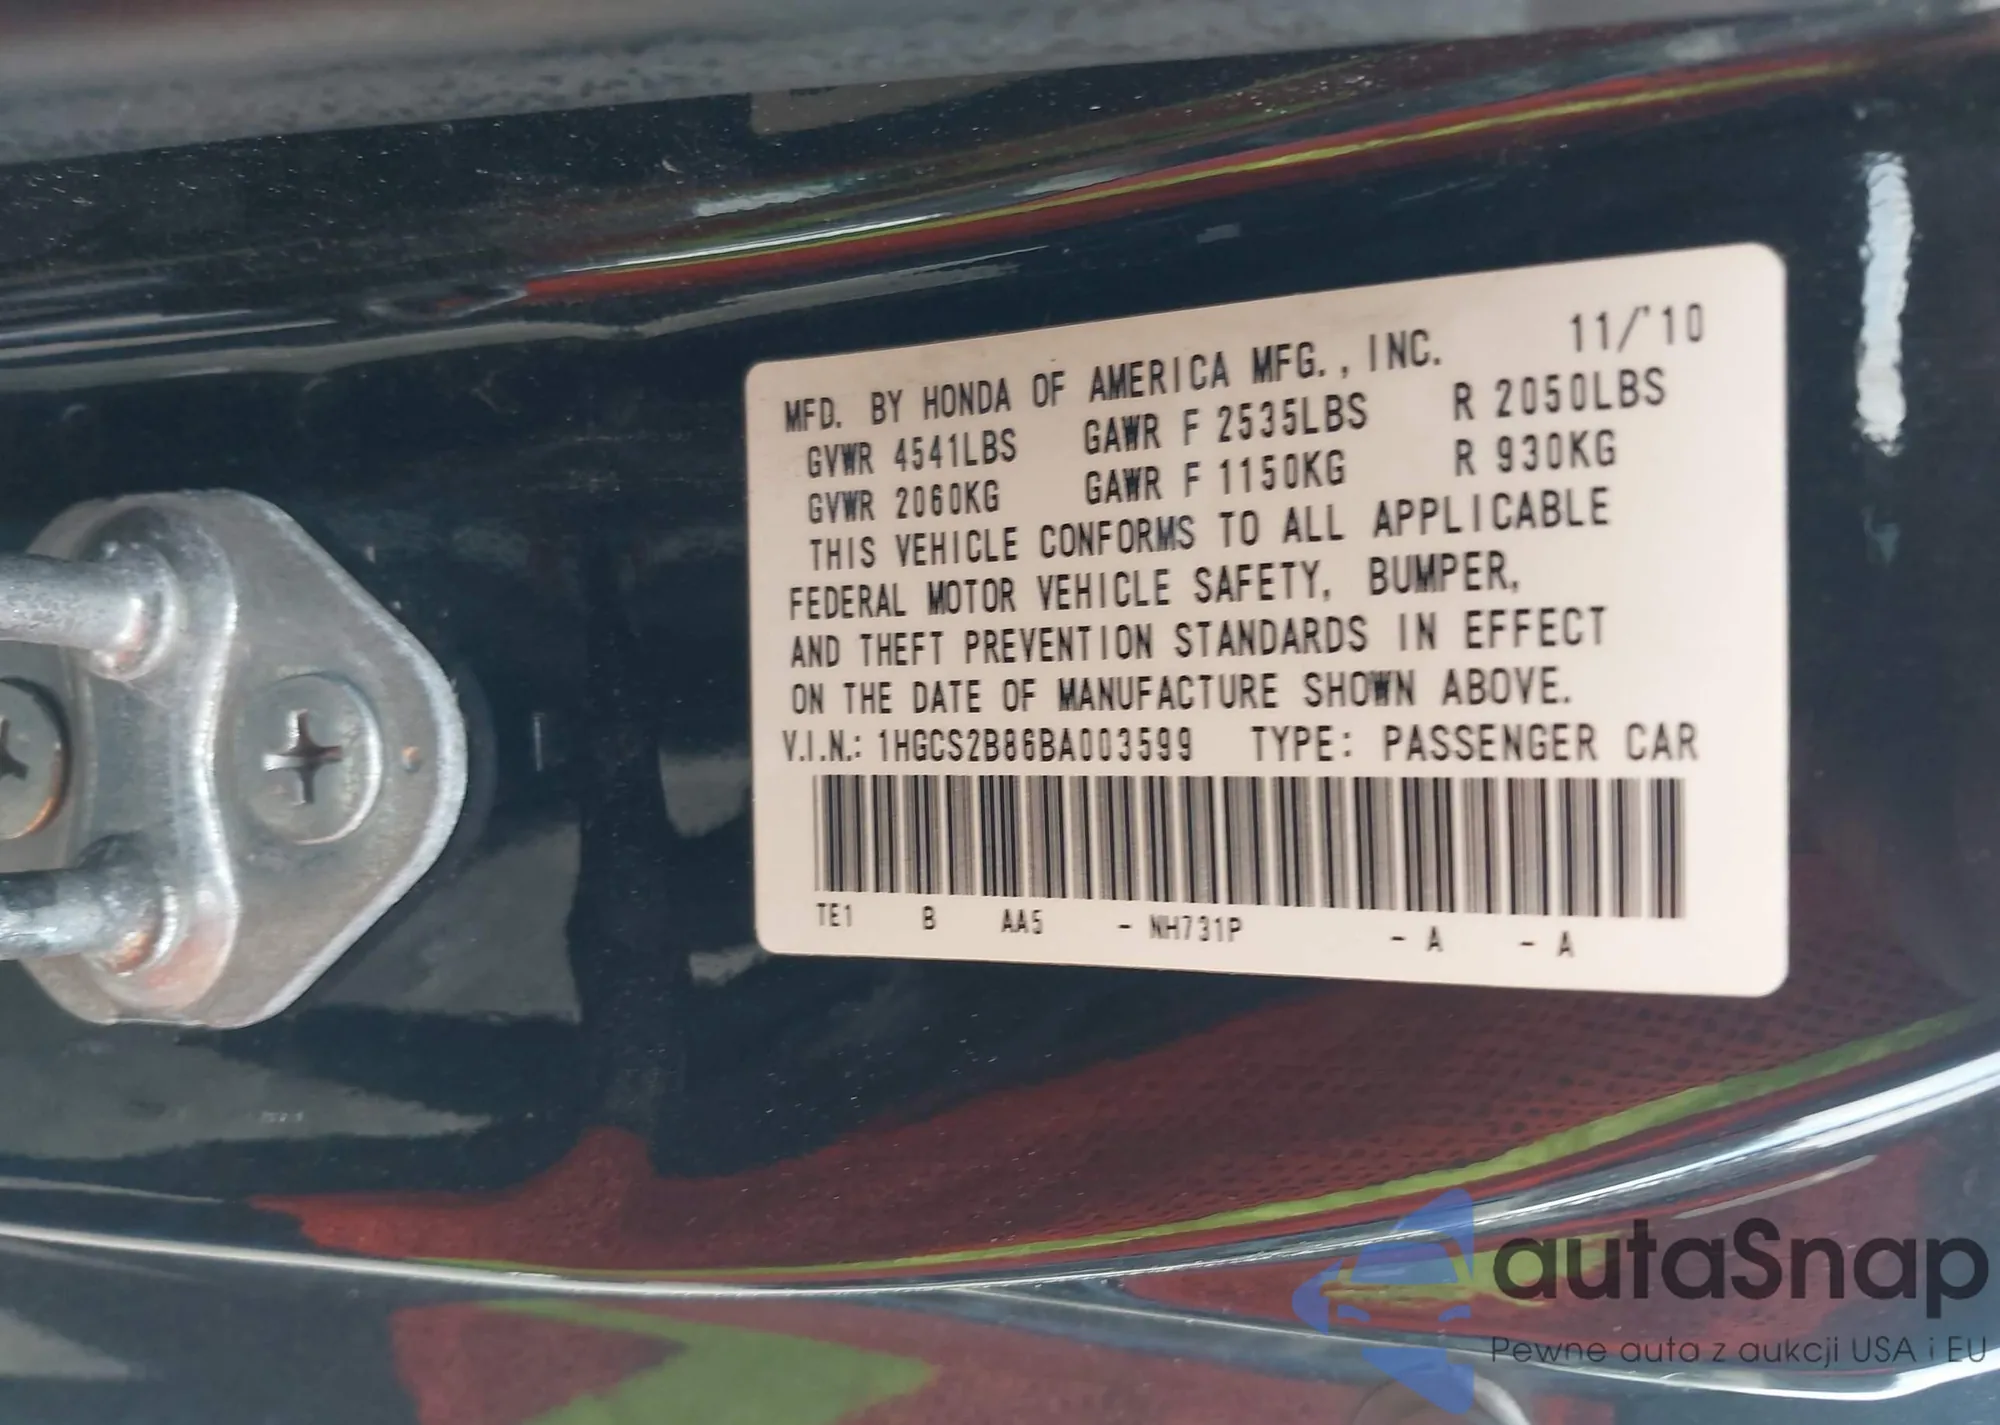 MFD. BY HONDA OF AMERICA MFG., INC. 11/'10
GVWR 4541LBS GAWR F 2535LBS R 2050LBS
GVWR 2060KG GAWR F 1150KG R 930KG
THIS VEHICLE CONFORMS TO ALL APPLICABLE
FEDERAL MOTOR VEHICLE SAFETY, BUMPER,
AND THEFT PREVENTION STANDARDS IN EFFECT
ON THE DATE OF MANUFACTURE SHOWN ABOVE.
V.I.N.: 1HGCS2B86BA003599 TYPE: PASSENGER CAR
TE1 B AA5 - NH731P - A - A
autaSnap
Pewne auta z aukcji USA i EU